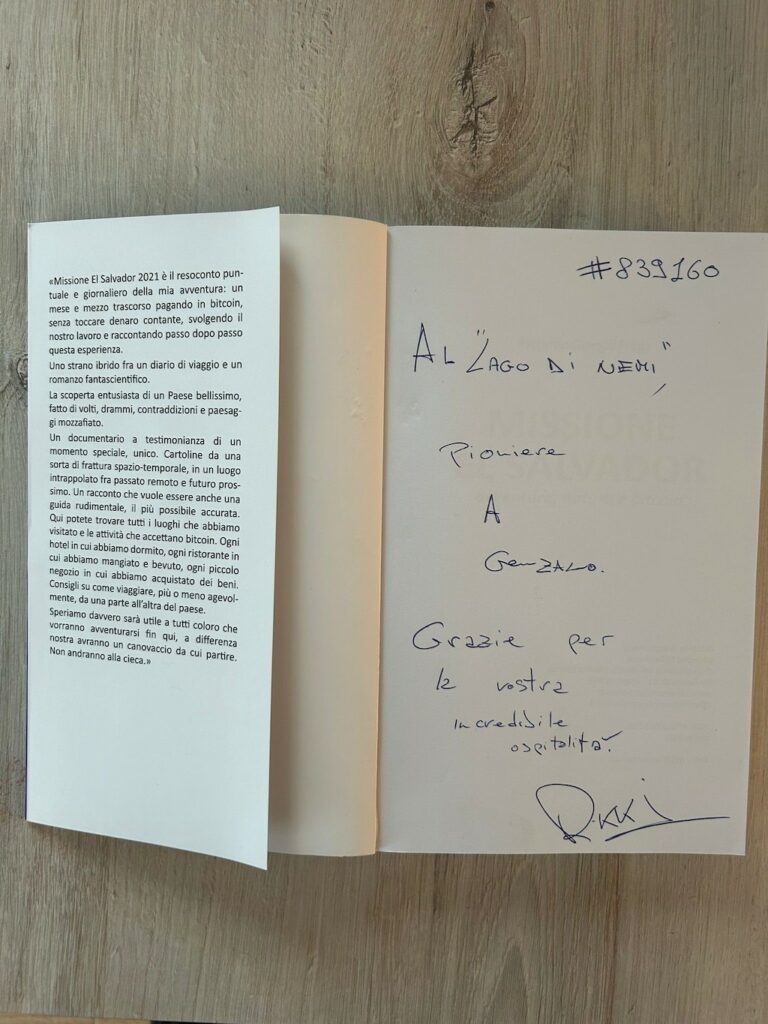 «Missione El Salvador 2021 è il resoconto pun-
tuale e giornaliero della mia avventura: un
mese e mezzo trascorso pagando in bitcoin,
senza toccare denaro contante, svolgendo il
nostro lavoro e raccontando passo dopo passo
questa esperienza.
Uno strano ibrido fra un diario di viaggio e un
romanzo fantascientifico.
La scoperta entusiasta di un Paese bellissimo,
fatto di volti, drammi, contraddizioni e paesag-
gi mozzafiato.
Un documentario a testimonianza di un
momento speciale, unico. Cartoline da una
sorta di frattura spazio-temporale, in un luogo
intrappolato fra passato remoto e futuro pros-
simo. Un racconto che vuole essere anche una
guida rudimentale, il più possibile accurata.
Qui potete trovare tutti i luoghi che abbiamo
visitato e le attività che accettano bitcoin. Ogni
hotel in cui abbiamo dormito, ogni ristorante in
cui abbiamo mangiato e bevuto, ogni piccolo
negozio in cui abbiamo acquistato dei beni.
Consigli su come viaggiare, più o meno agevol-
mente, da una parte all'altra del paese.
Speriamo davvero sarà utile a tutti coloro che
vorranno avventurarsi fin qui, a differenza
nostra avranno un canovaccio da cui partire.
Non andranno alla cieca.»
#839160
AL "LAGO DI NEMI",
Pioniere
A
GENZANO.
Grazie per
la vostra
incredibile
ospitalità.
RIKKI